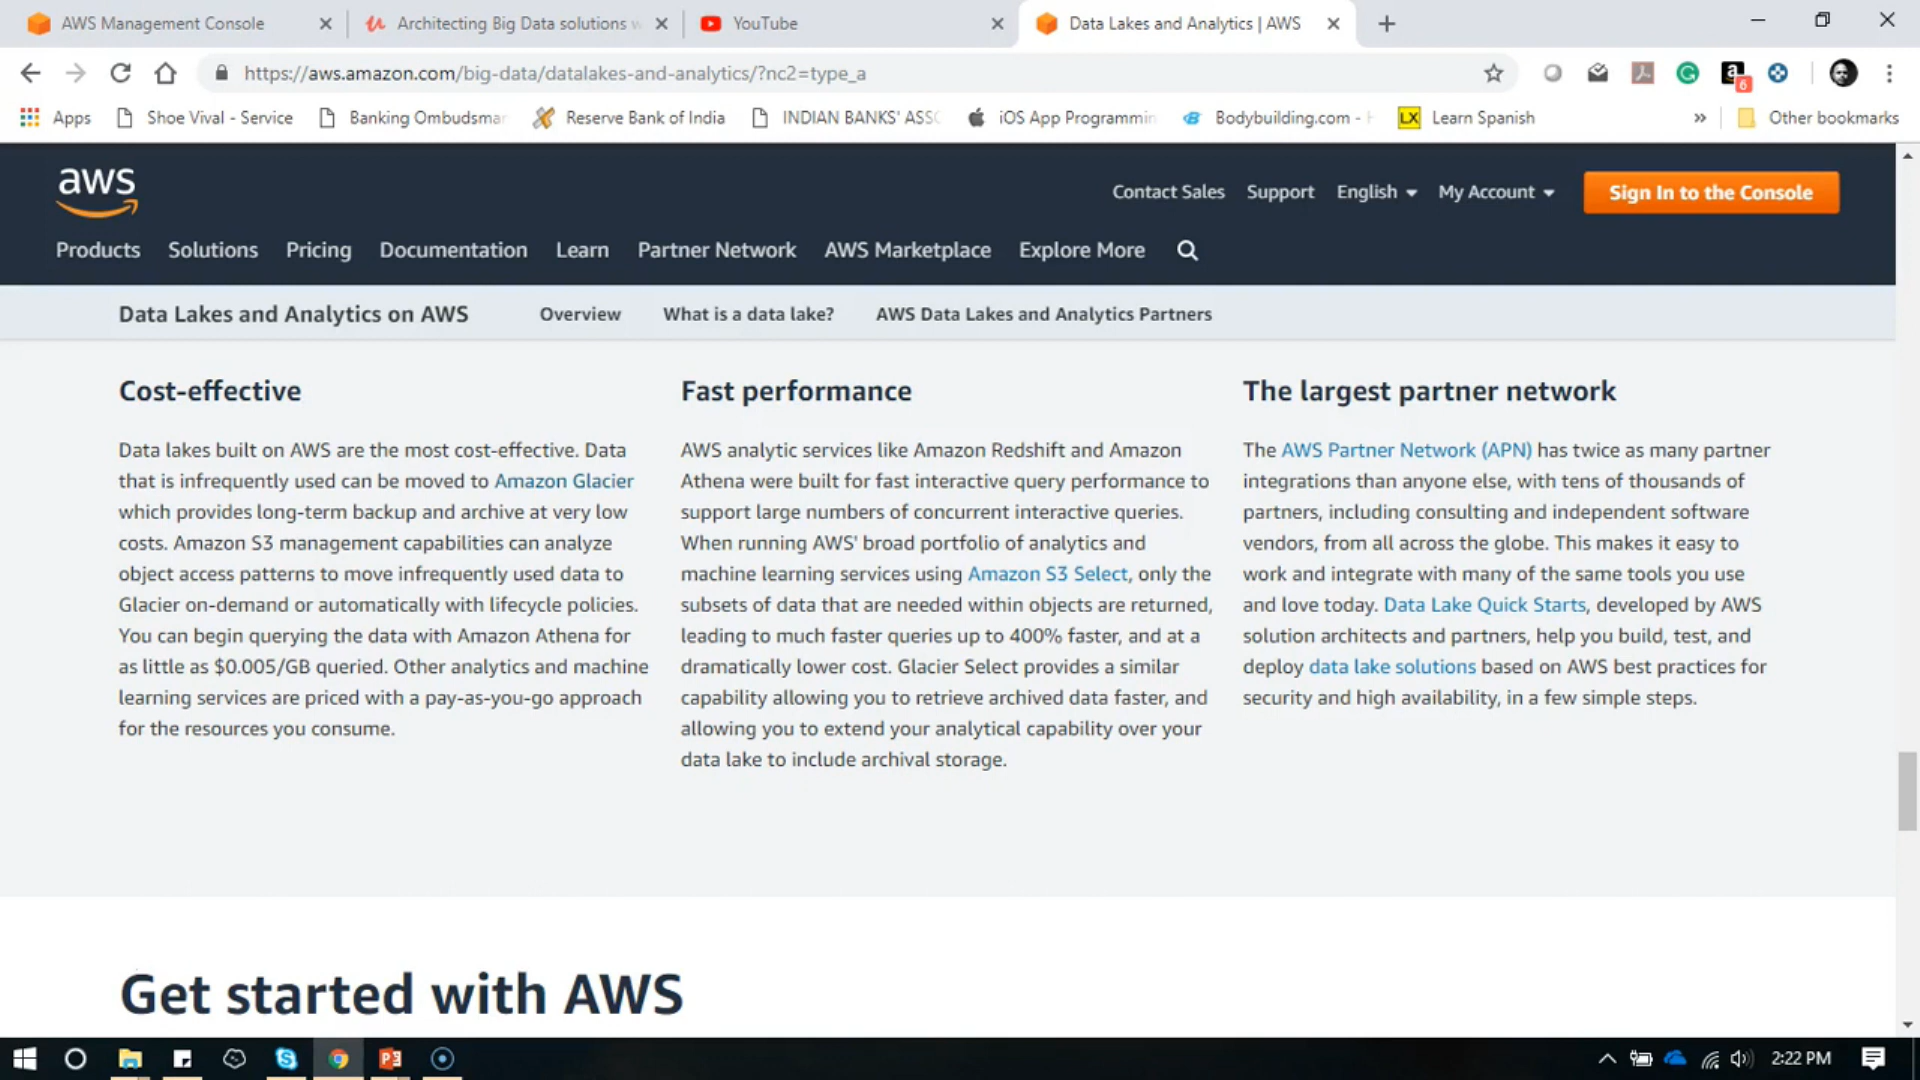 AWS Management Console
Architecting Big Data solutions w
YouTube
Data Lakes and Analytics | AWS
https://aws.amazon.com/big-data/datalakes-and-analytics/?nc2=type_a
6
Apps
Shoe Vival - Service
Banking Ombudsma
Reserve Bank of India
INDIAN BANKS' ASSO
iOS App Programmin
Bodybuilding.com -
LX
Learn Spanish
»
Other bookmarks
aws
Contact Sales
Support
English
My Account
Sign In to the Console
Products
Solutions
Pricing
Documentation
Learn
Partner Network
AWS Marketplace
Explore More
Data Lakes and Analytics on AWS
Overview
What is a data lake?
AWS Data Lakes and Analytics Partners
Cost-effective
Data lakes built on AWS are the most cost-effective. Data
that is infrequently used can be moved to Amazon Glacier
which provides long-term backup and archive at very low
costs. Amazon S3 management capabilities can analyze
object access patterns to move infrequently used data to
Glacier on-demand or automatically with lifecycle policies.
You can begin querying the data with Amazon Athena for
as little as $0.005/GB queried. Other analytics and machine
learning services are priced with a pay-as-you-go approach
for the resources you consume.
Fast performance
AWS analytic services like Amazon Redshift and Amazon
Athena were built for fast interactive query performance to
support large numbers of concurrent interactive queries.
When running AWS' broad portfolio of analytics and
machine learning services using Amazon S3 Select, only the
subsets of data that are needed within objects are returned,
leading to much faster queries up to 400% faster, and at a
dramatically lower cost. Glacier Select provides a similar
capability allowing you to retrieve archived data faster, and
allowing you to extend your analytical capability over your
data lake to include archival storage.
The largest partner network
The AWS Partner Network (APN) has twice as many partner
integrations than anyone else, with tens of thousands of
partners, including consulting and independent software
vendors, from all across the globe. This makes it easy to
work and integrate with many of the same tools you use
and love today. Data Lake Quick Starts, developed by AWS
solution architects and partners, help you build, test, and
deploy data lake solutions based on AWS best practices for
security and high availability, in a few simple steps.
Get started with AWS
2:22 PM